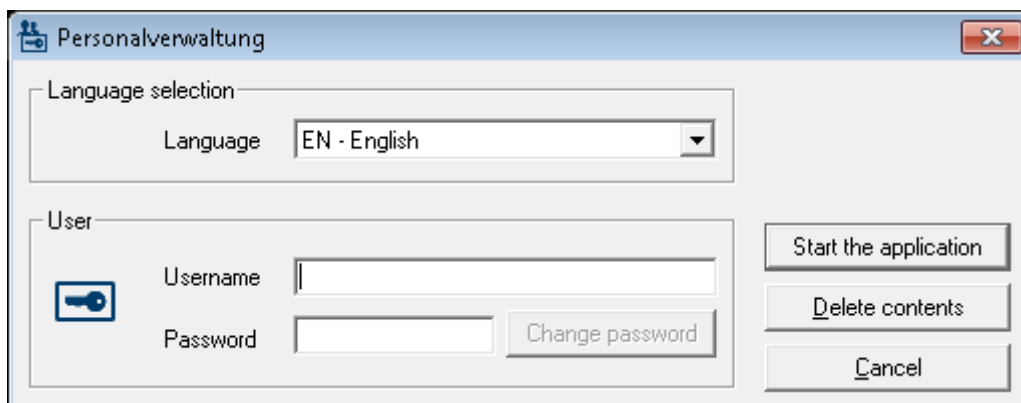 Personalverwaltung
Language selection
Language EN - English
User
Username
Password Change password
Start the application
Delete contents
Cancel